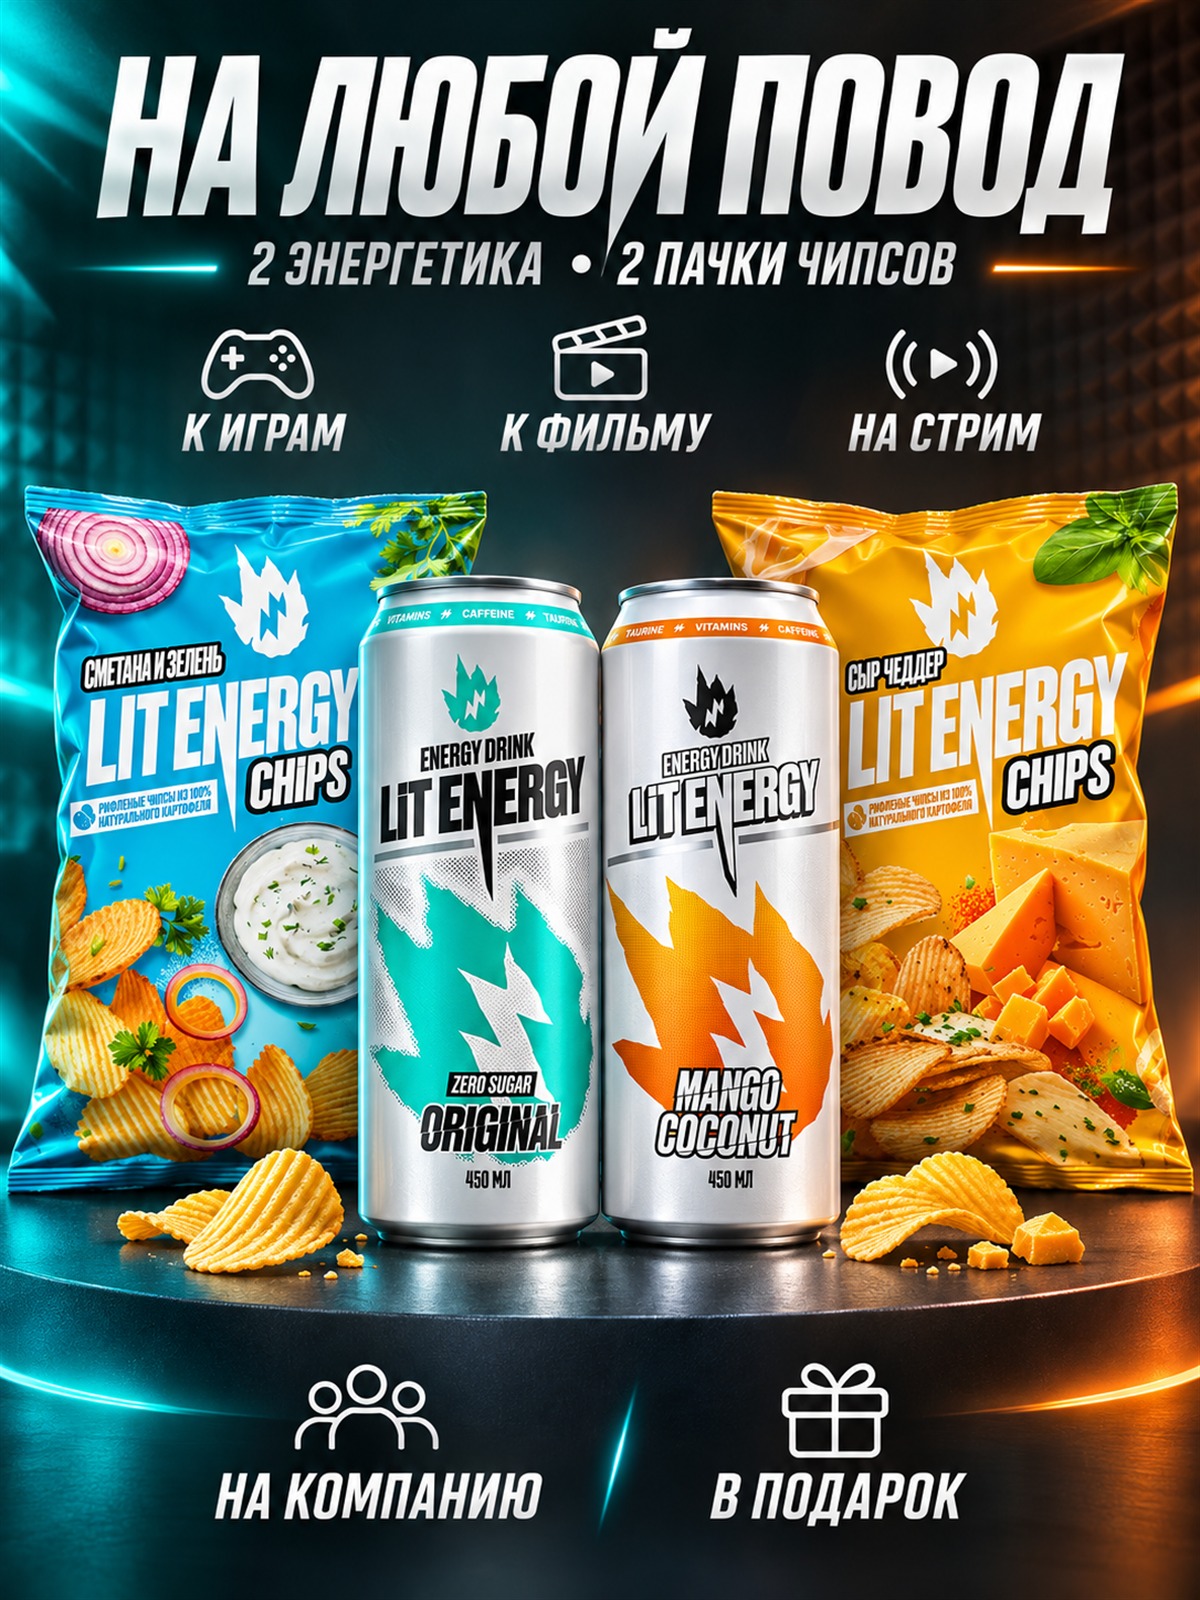 НА ЛЮБОЙ ПОВОД
2 ЭНЕРГЕТИКА • 2 ПАЧКИ ЧИПСОВ
К ИГРАМ
К ФИЛЬМУ
НА СТРИМ
СМЕТАНА И ЗЕЛЕНЬ
LIT ENERGY
CHIPS
РИФЛЕНЫЕ ЧИПСЫ ИЗ 100%
НАТУРАЛЬНОГО КАРТОФЕЛЯ
VITAMINS CAFFEINE TAURINE
ENERGY DRINK
LIT ENERGY
ZERO SUGAR
ORIGINAL
450 МЛ
TAURINE VITAMINS CAFFEINE
ENERGY DRINK
LIT ENERGY
MANGO
COCONUT
450 МЛ
СЫР ЧЕДДЕР
LIT ENERGY
CHIPS
РИФЛЕНЫЕ ЧИПСЫ ИЗ 100%
НАТУРАЛЬНОГО КАРТОФЕЛЯ
НА КОМПАНИЮ
В ПОДАРОК